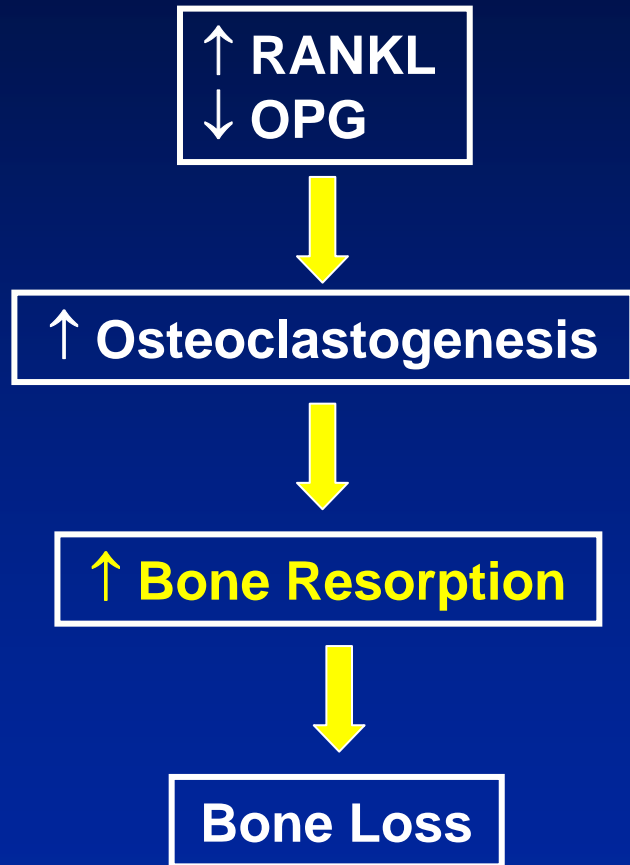 ↑ RANKL
↓ OPG
↑ Osteoclastogenesis
↑ Bone Resorption
Bone Loss